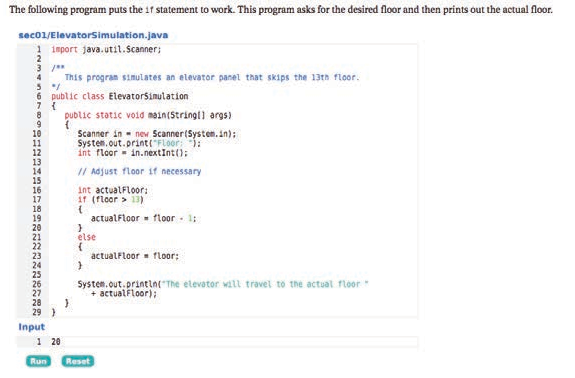 The following program puts the if statement to work. This program asks for the desired floor and then prints out the actual floor.
sec01/ElevatorSimulation.java
1 import java.util.Scanner;
2
3 /**
4 This program simulates an elevator panel that skips the 13th floor.
5 */
6 public class ElevatorSimulation
7 {
8 public static void main(String[] args)
9 {
10 Scanner in = new Scanner(System.in);
11 System.out.print("Floor: ");
12 int floor = in.nextInt();
13
14 // Adjust floor if necessary
15
16 int actualFloor;
17 if (floor > 13)
18 {
19 actualFloor = floor - 1;
20 }
21 else
22 {
23 actualFloor = floor;
24 }
25
26 System.out.println("The elevator will travel to the actual floor "
27 + actualFloor);
28 }
29 }
Input
1 20
Run Reset